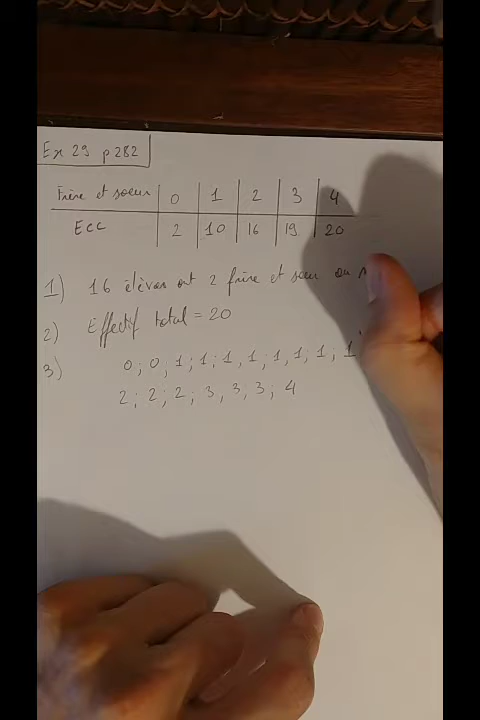 Ex 29 p 282
Frère et soeur 0 1 2 3 4
ECC 2 10 16 19 20
1) 16 élèves ont 2 frère et soeur ou
2) Effectif total = 20
3) 0 ; 0 , 1 ; 1 ; 1 , 1 ; 1 , 1 ; 1 ; 1
2 ; 2 ; 2 ; 3 , 3 ; 3 ; 4